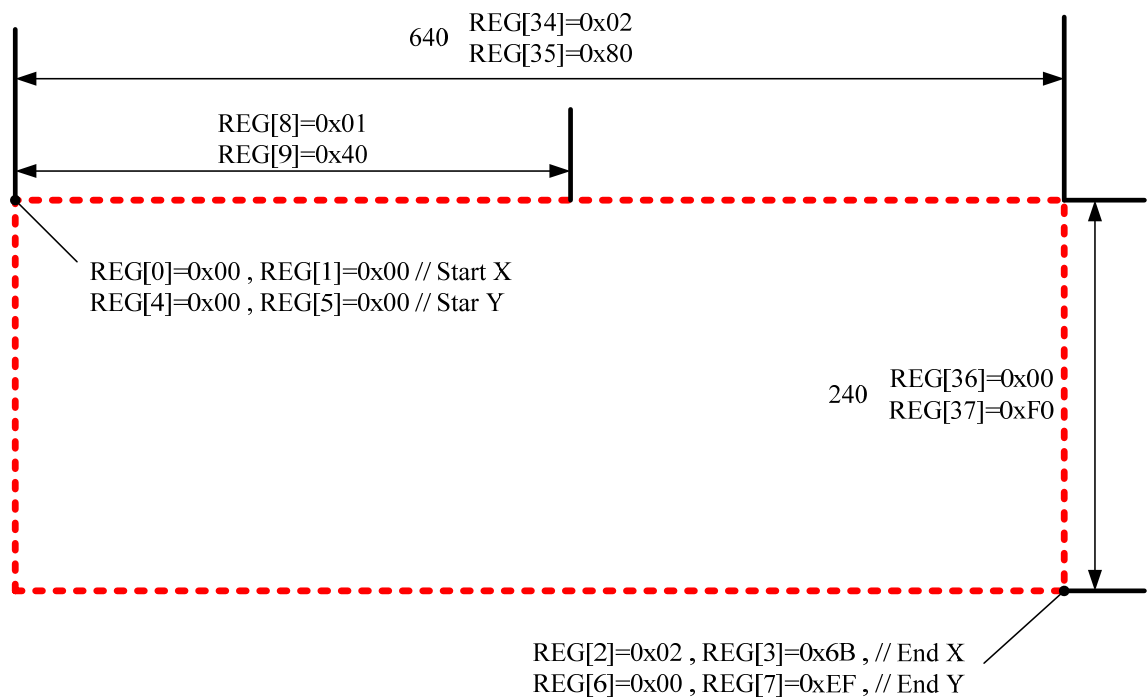 640
REG[34]=0x02
REG[35]=0x80
REG[8]=0x01
REG[9]=0x40
REG[0]=0x00 , REG[1]=0x00 // Start X
REG[4]=0x00 , REG[5]=0x00 // Star Y
240
REG[36]=0x00
REG[37]=0xF0
REG[2]=0x02 , REG[3]=0x6B , // End X
REG[6]=0x00 , REG[7]=0xEF , // End Y